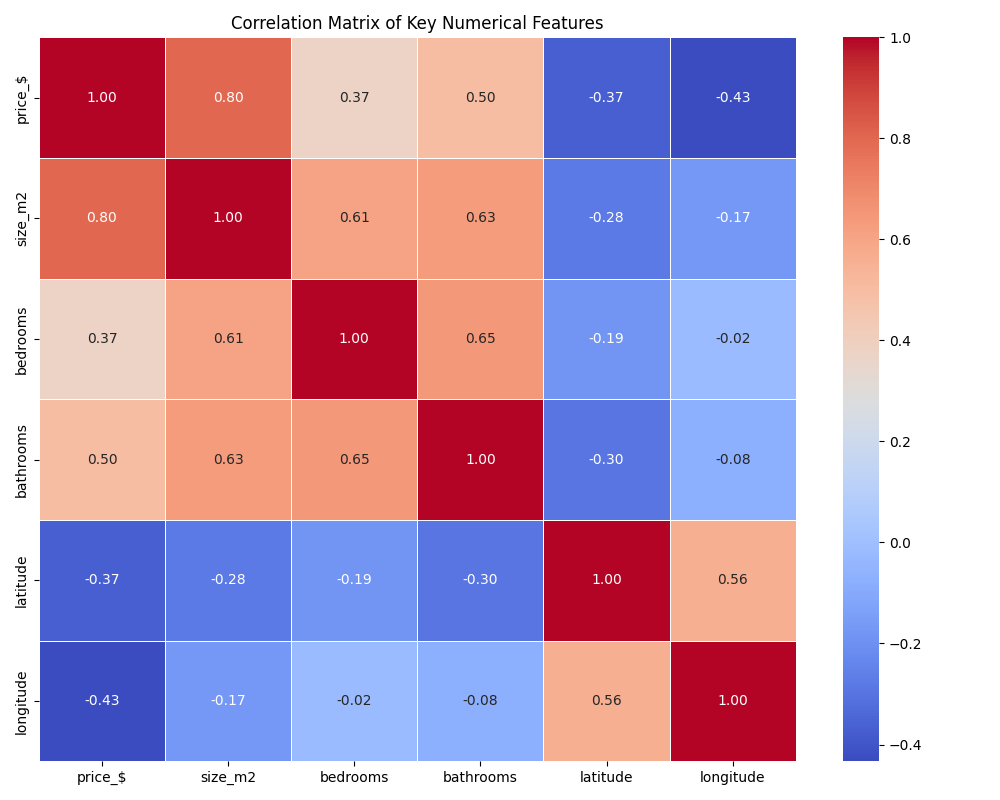 Correlation Matrix of Key Numerical Features
price_$ 1.00 0.80 0.37 0.50 -0.37 -0.43
size_m2 0.80 1.00 0.61 0.63 -0.28 -0.17
bedrooms 0.37 0.61 1.00 0.65 -0.19 -0.02
bathrooms 0.50 0.63 0.65 1.00 -0.30 -0.08
latitude -0.37 -0.28 -0.19 -0.30 1.00 0.56
longitude -0.43 -0.17 -0.02 -0.08 0.56 1.00
price_$ size_m2 bedrooms bathrooms latitude longitude
1.0
0.8
0.6
0.4
0.2
0.0
−0.2
−0.4